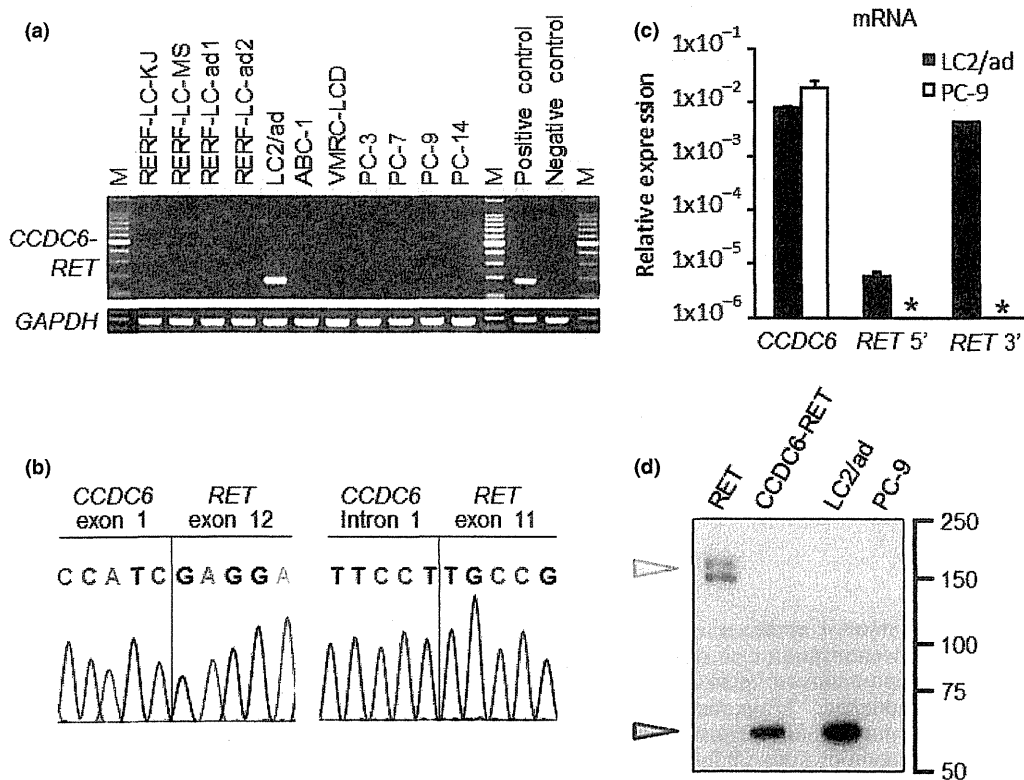 (a)
M
RERF-LC-KJ
RERF-LC-MS
RERF-LC-ad1
RERF-LC-ad2
LC2/ad
ABC-1
VMRC-LCD
PC-3
PC-7
PC-9
PC-14
M
Positive control
Negative control
M
CCDC6-
RET
GAPDH
(b)
CCDC6 RET
exon 1 exon 12
CCATCGAGGA
CCDC6 RET
Intron 1 exon 11
TTCCTTGCCG
(c)
mRNA
Relative expression
1x10⁻¹
1x10⁻²
1x10⁻³
1x10⁻⁴
1x10⁻⁵
1x10⁻⁶
LC2/ad
PC-9
* *
CCDC6 RET 5' RET 3'
(d)
RET
CCDC6-RET
LC2/ad
PC-9
250
150
100
75
50